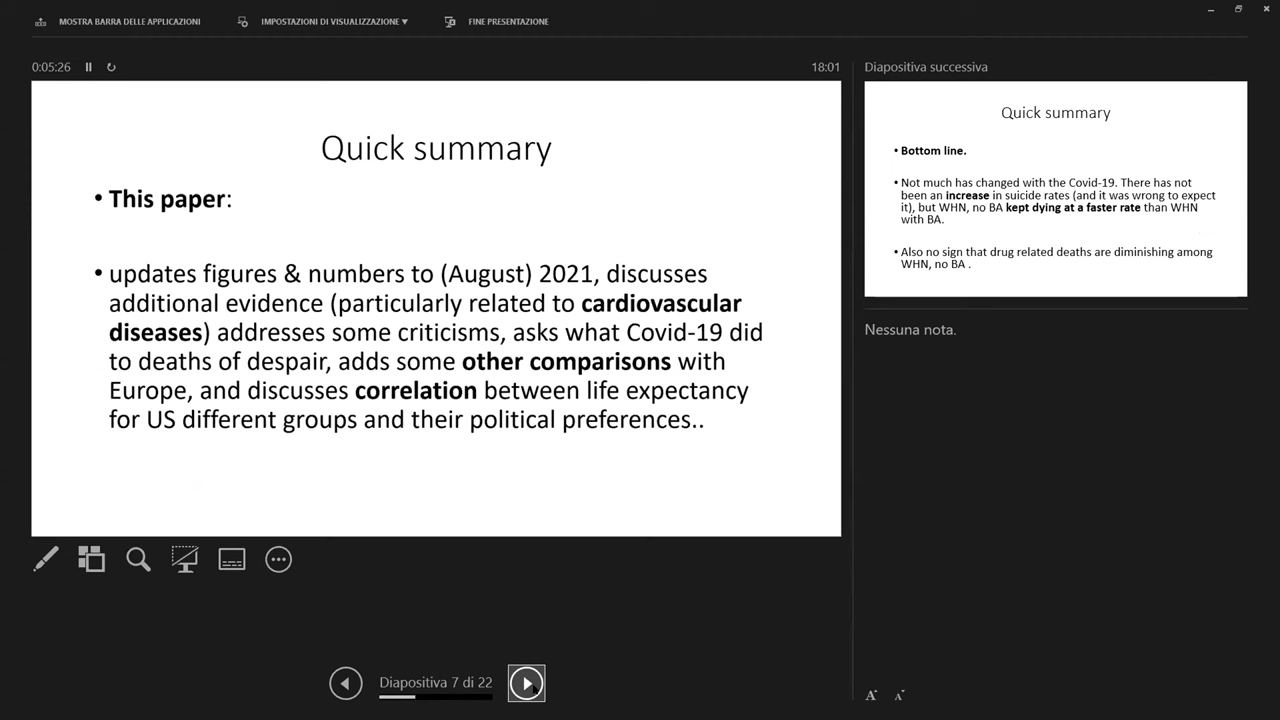 MOSTRA BARRA DELLE APPLICAZIONI
IMPOSTAZIONI DI VISUALIZZAZIONE ▼
FINE PRESENTAZIONE
0:05:26
18:01
Quick summary
• This paper:
• updates figures & numbers to (August) 2021, discusses
additional evidence (particularly related to cardiovascular
diseases) addresses some criticisms, asks what Covid-19 did
to deaths of despair, adds some other comparisons with
Europe, and discusses correlation between life expectancy
for US different groups and their political preferences..
Diapositiva successiva
Quick summary
• Bottom line.
• Not much has changed with the Covid-19. There has not
been an increase in suicide rates (and it was wrong to expect
it), but WHN, no BA kept dying at a faster rate than WHN
with BA.
• Also no sign that drug related deaths are diminishing among
WHN, no BA .
Nessuna nota.
Diapositiva 7 di 22
A A